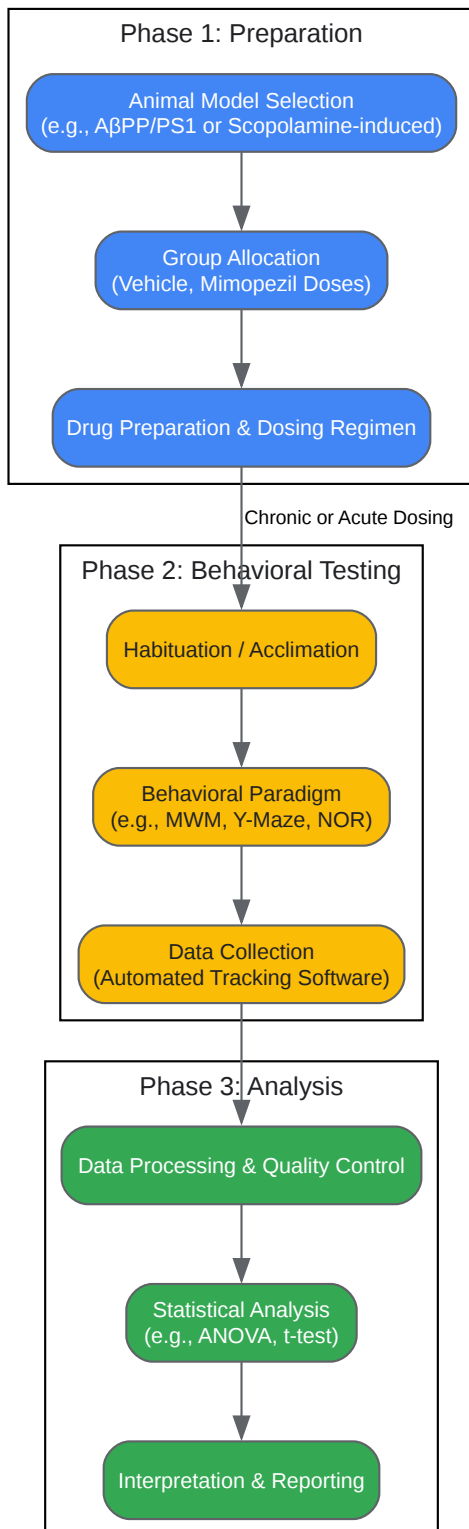 Phase 1: Preparation
Animal Model Selection
(e.g., AβPP/PS1 or Scopolamine-induced)
Group Allocation
(Vehicle, Mimopezil Doses)
Drug Preparation & Dosing Regimen
Chronic or Acute Dosing
Phase 2: Behavioral Testing
Habituation / Acclimation
Behavioral Paradigm
(e.g., MWM, Y-Maze, NOR)
Data Collection
(Automated Tracking Software)
Phase 3: Analysis
Data Processing & Quality Control
Statistical Analysis
(e.g., ANOVA, t-test)
Interpretation & Reporting